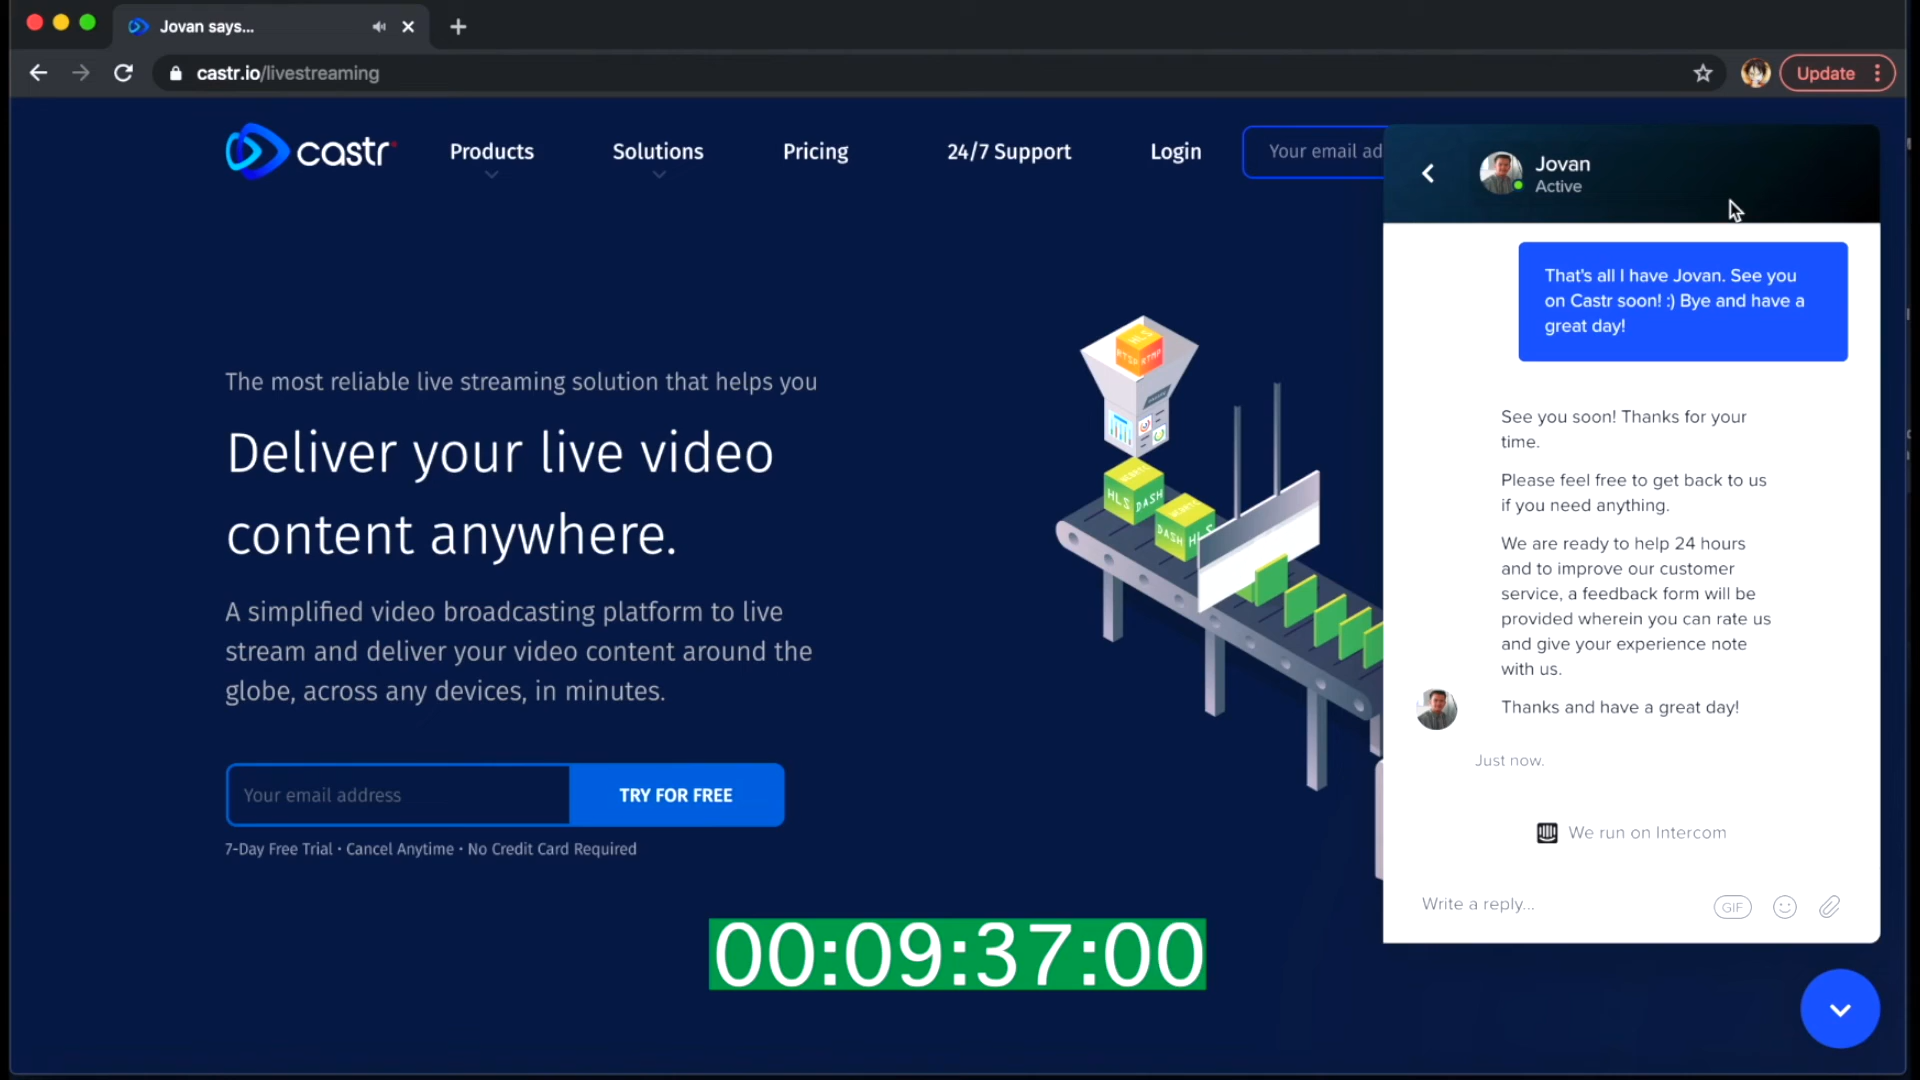 Jovan says...
castr.io/livestreaming
Update
castr
Products
Solutions
Pricing
24/7 Support
Login
Your email ad
Jovan
Active
That's all I have Jovan. See you
on Castr soon! :) Bye and have a
great day!
The most reliable live streaming solution that helps you
Deliver your live video
content anywhere.
A simplified video broadcasting platform to live
stream and deliver your video content around the
globe, across any devices, in minutes.
Your email address
TRY FOR FREE
7-Day Free Trial • Cancel Anytime • No Credit Card Required
HLS
RTSP RTMP
HLS DASH
DASH HLS
See you soon! Thanks for your
time.
Please feel free to get back to us
if you need anything.
We are ready to help 24 hours
and to improve our customer
service, a feedback form will be
provided wherein you can rate us
and give your experience note
with us.
Thanks and have a great day!
Just now.
We run on Intercom
Write a reply...
GIF
00:09:37:00